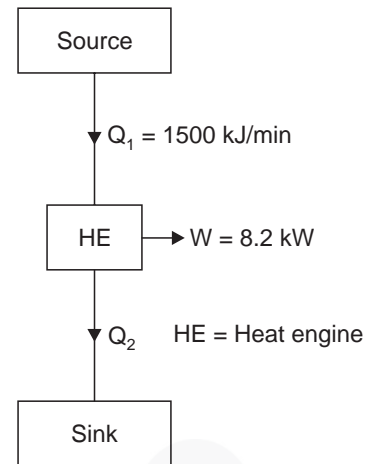 Source
Q₁ = 1500 kJ/min
HE
W = 8.2 kW
Q₂
HE = Heat engine
Sink